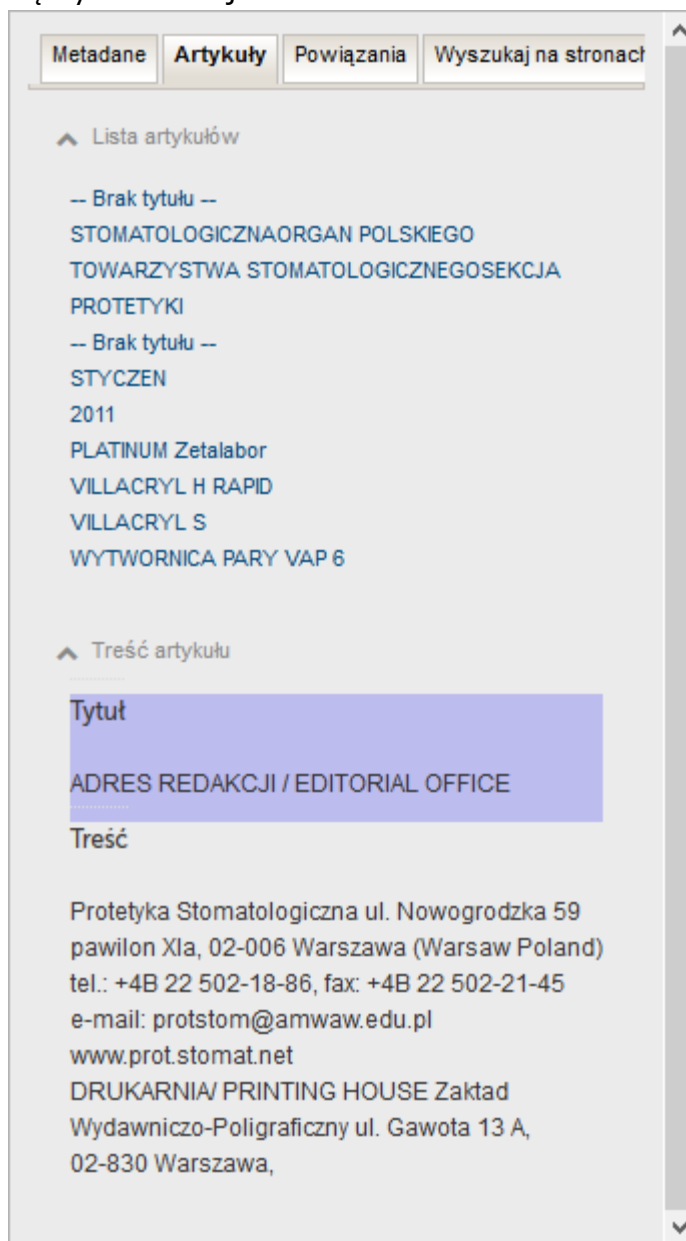 Metadane Artykuły Powiązania Wyszukaj na stronach
Lista artykułów
-- Brak tytułu --
STOMATOLOGICZNAORGAN POLSKIEGO
TOWARZYSTWA STOMATOLOGICZNEGOSEKCJA
PROTETYKI
-- Brak tytułu --
STYCZEN
2011
PLATINUM Zetalabor
VILLACRYL H RAPID
VILLACRYL S
WYTWORNICA PARY VAP 6
Treść artykułu
Tytuł
ADRES REDAKCJI / EDITORIAL OFFICE
Treść
Protetyka Stomatologiczna ul. Nowogrodzka 59
pawilon XIa, 02-006 Warszawa (Warsaw Poland)
tel.: +4B 22 502-18-86, fax: +4B 22 502-21-45
e-mail: protstom@amwaw.edu.pl
www.prot.stomat.net
DRUKARNIA/ PRINTING HOUSE Zaktad
Wydawniczo-Poligraficzny ul. Gawota 13 A,
02-830 Warszawa,